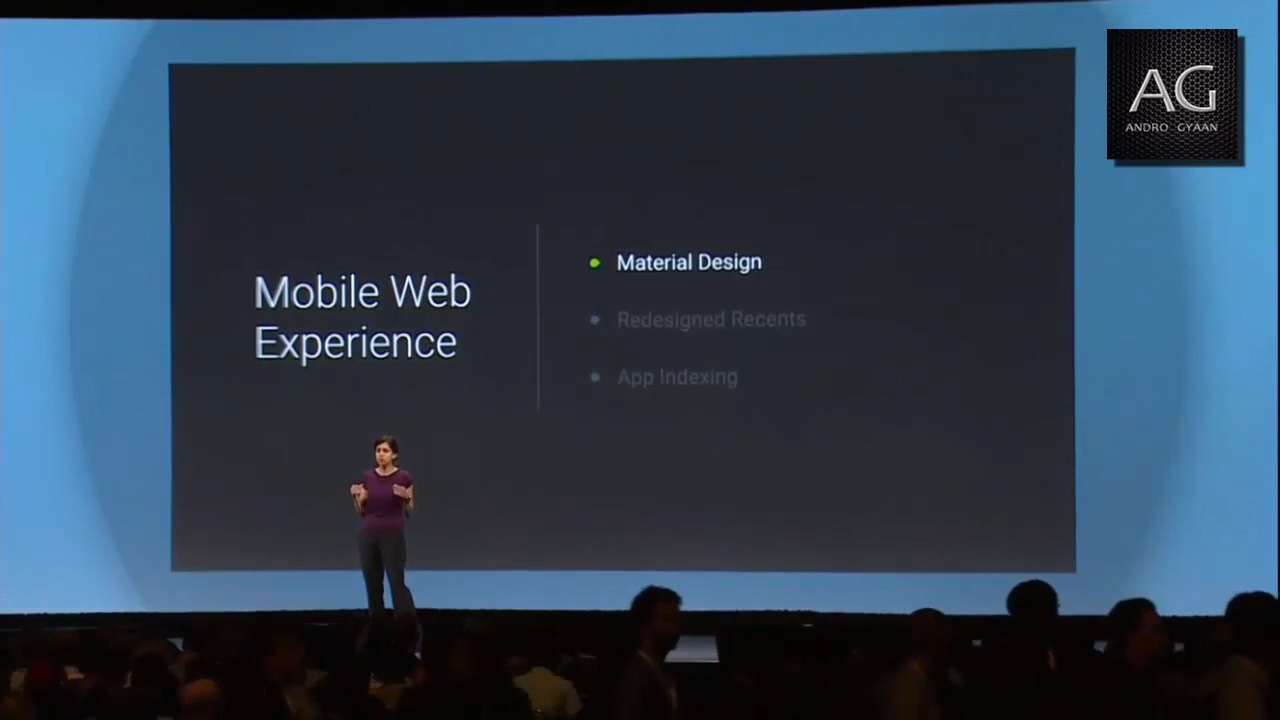 AG
ANDRO GYAAN
Mobile Web
Experience
Material Design
Redesigned Recents
App Indexing